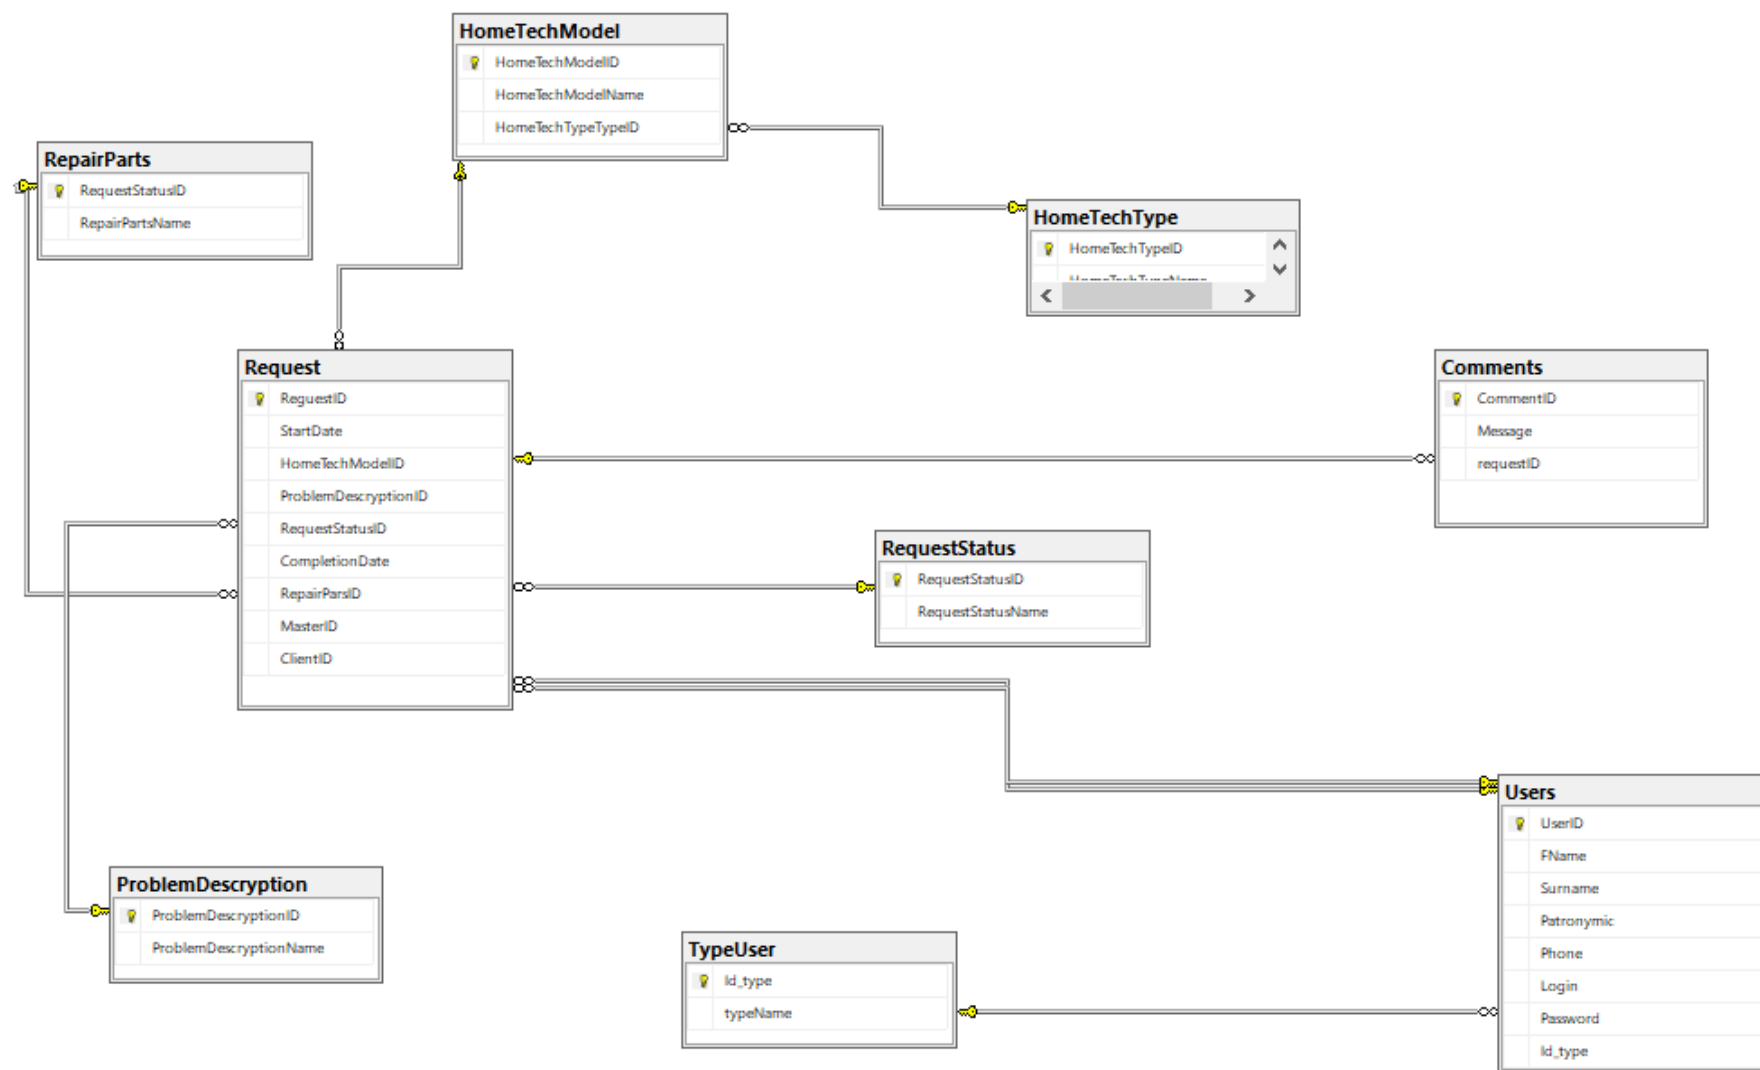 HomeTechModel
HomeTechModelID
HomeTechModelName
HomeTechTypeTypeID
RepairParts
RequestStatusID
RepairPartsName
HomeTechType
HomeTechTypeID
HomeTechTypeName
Request
ReguestID
StartDate
HomeTechModelID
ProblemDescryptionID
RequestStatusID
CompletionDate
RepairParsID
MasterID
ClientID
Comments
CommentID
Message
requestID
RequestStatus
RequestStatusID
RequestStatusName
Users
UserID
FName
Surname
Patronymic
Phone
Login
Password
Id_type
ProblemDescryption
ProblemDescryptionID
ProblemDescryptionName
TypeUser
Id_type
typeName